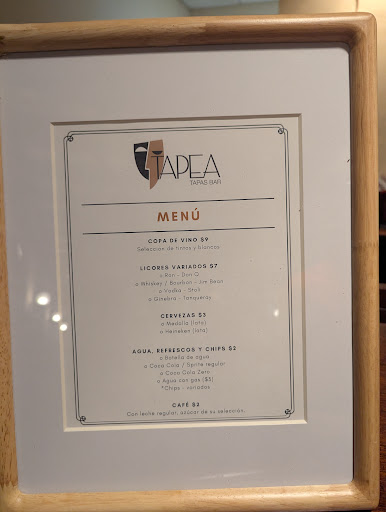 TAPEA
TAPAS BAR
MENÚ
COPA DE VINO $9
Selección de tintos y blancos
LICORES VARIADOS $7
o Ron - Don Q
o Whiskey / Bourbon - Jim Bean
o Vodka - Stoli
o Ginebra - Tanqueray
CERVEZAS $3
o Medalla (lata)
o Heineken (lata)
AGUA, REFRESCOS Y CHIPS $2
o Botella de agua
o Coca Cola / Sprite regular
o Coca Cola Zero
o Agua con gas ($3)
*Chips - variados
CAFÉ $2
Con leche regular, azúcar de su selección.